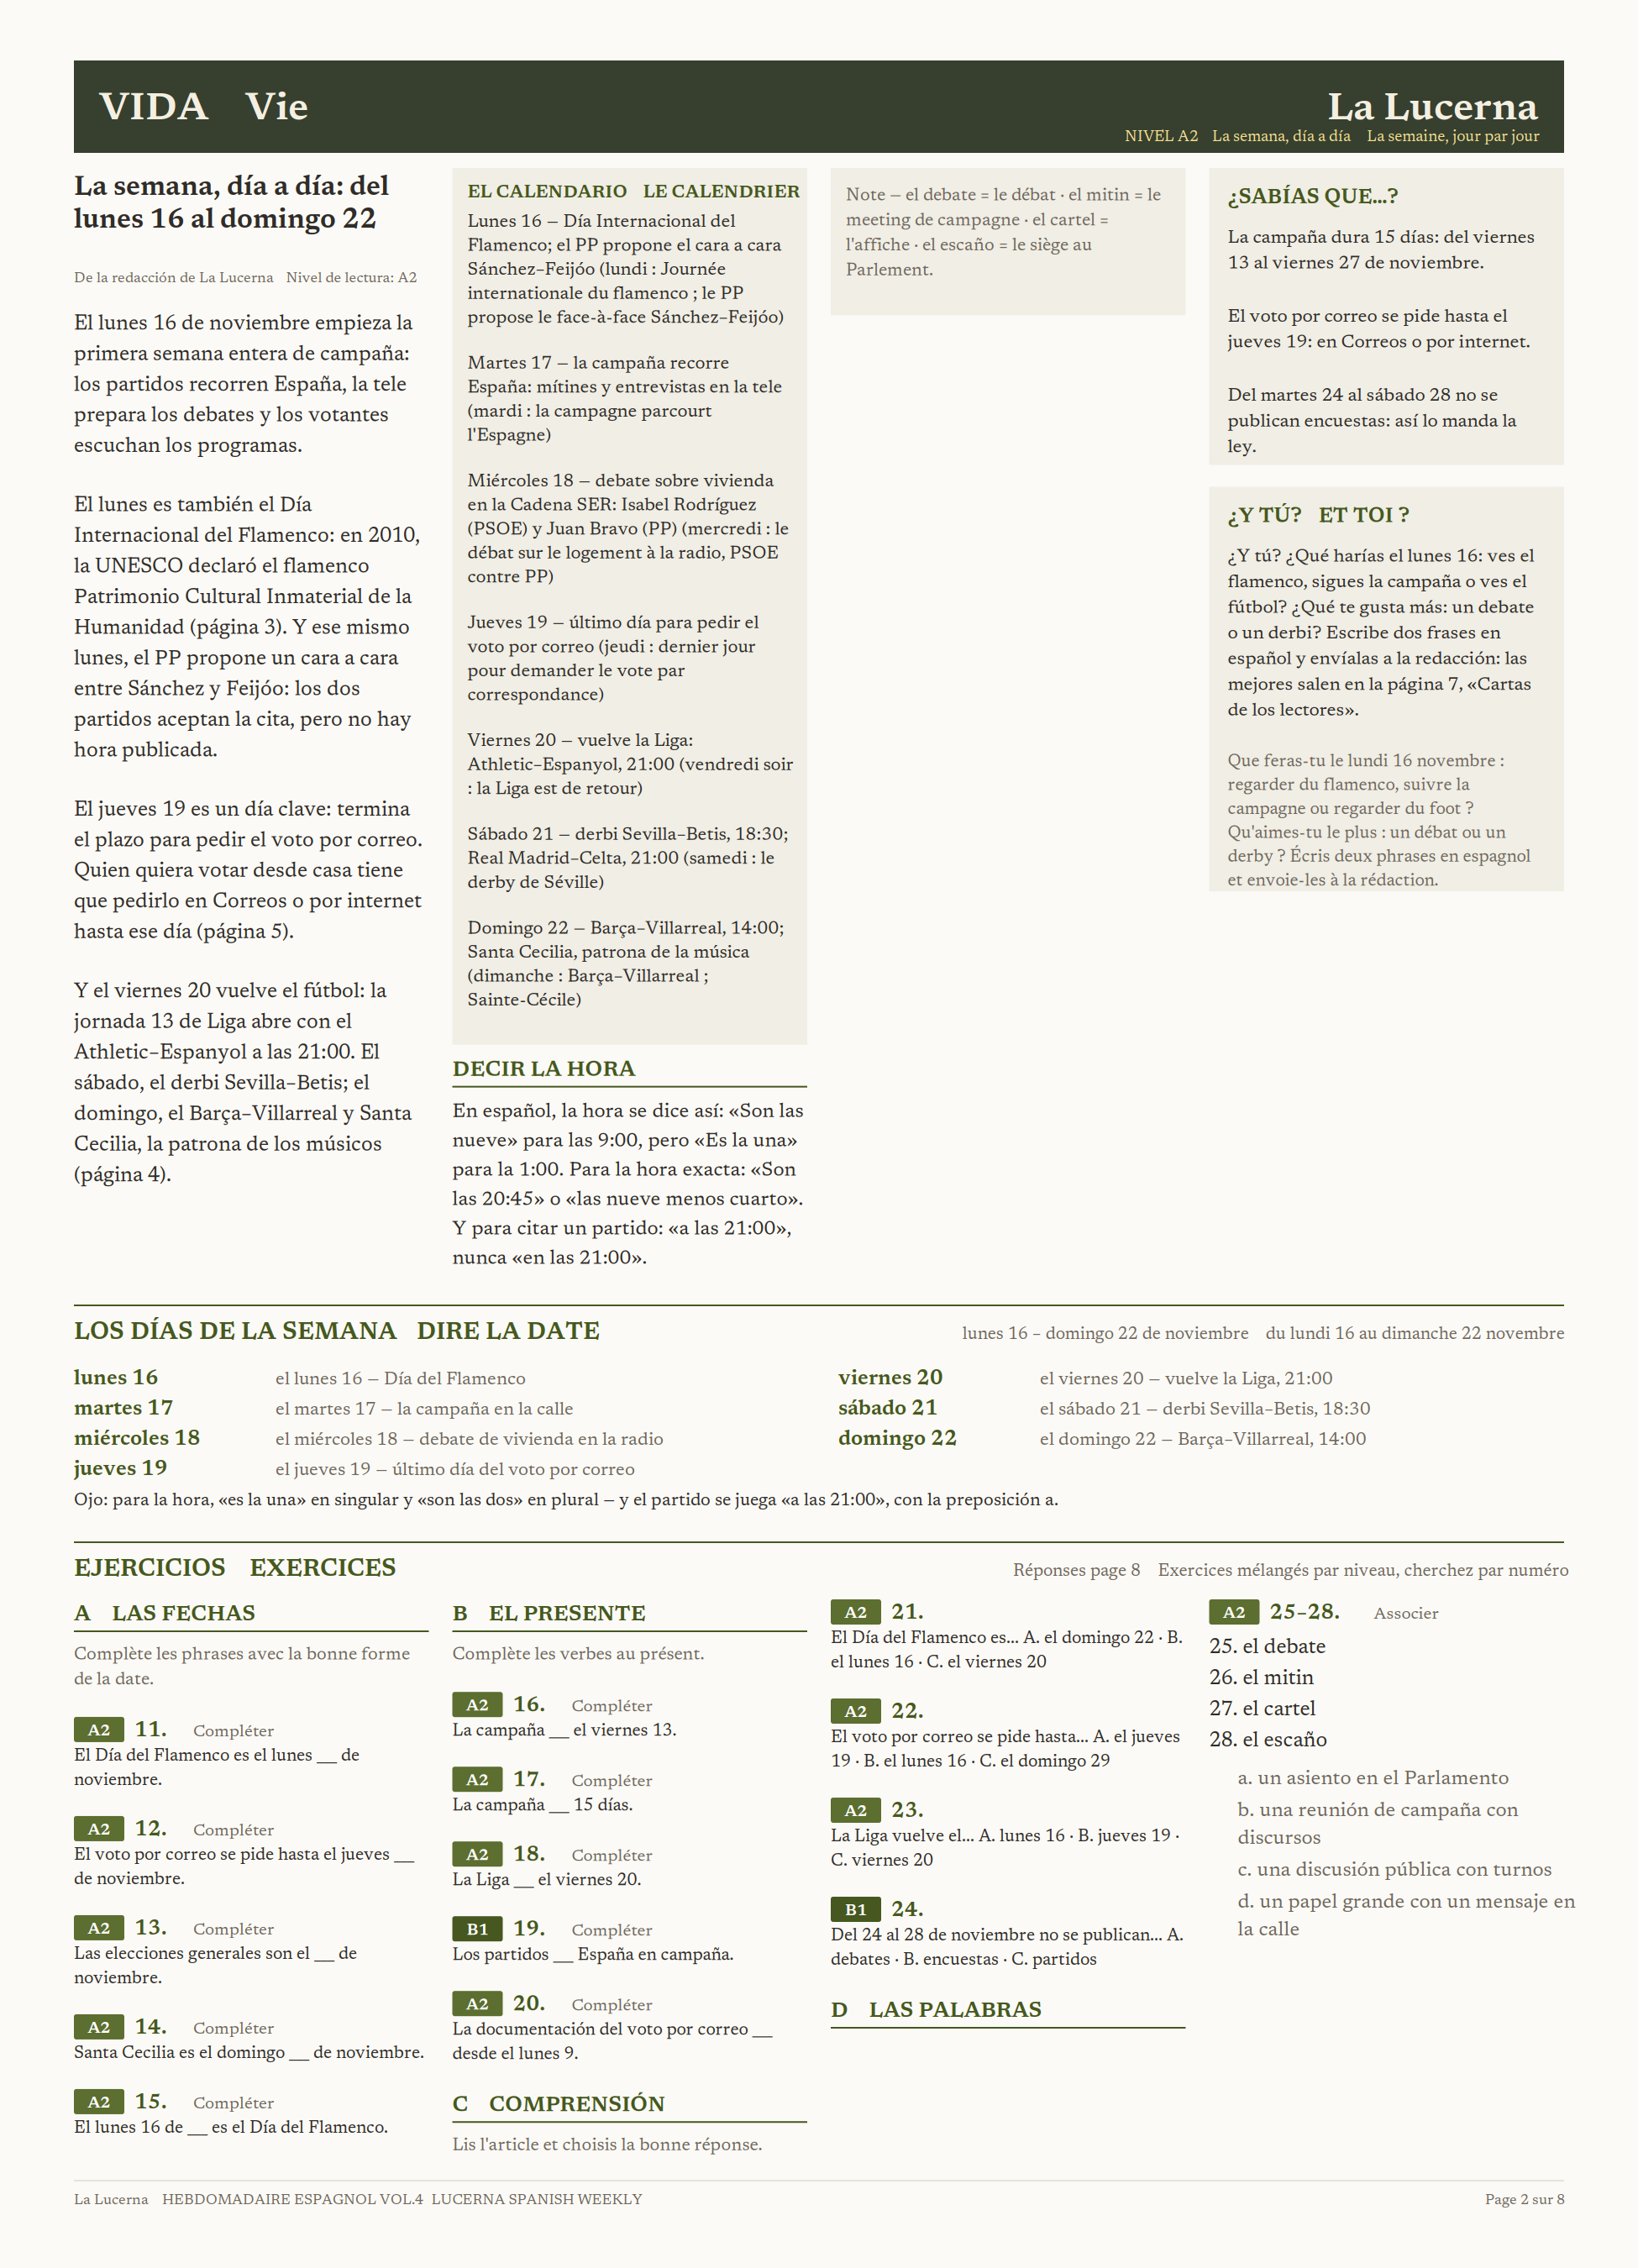 VIDA Vie
La Lucerna
NIVEL A2 La semana, día a día La semaine, jour par jour
La semana, día a día: del
lunes 16 al domingo 22
De la redacción de La Lucerna Nivel de lectura: A2
El lunes 16 de noviembre empieza la
primera semana entera de campaña:
los partidos recorren España, la tele
prepara los debates y los votantes
escuchan los programas.
El lunes es también el Día
Internacional del Flamenco: en 2010,
la UNESCO declaró el flamenco
Patrimonio Cultural Inmaterial de la
Humanidad (página 3). Y ese mismo
lunes, el PP propone un cara a cara
entre Sánchez y Feijóo: los dos
partidos aceptan la cita, pero no hay
hora publicada.
El jueves 19 es un día clave: termina
el plazo para pedir el voto por correo.
Quien quiera votar desde casa tiene
que pedirlo en Correos o por internet
hasta ese día (página 5).
Y el viernes 20 vuelve el fútbol: la
jornada 13 de Liga abre con el
Athletic–Espanyol a las 21:00. El
sábado, el derbi Sevilla–Betis; el
domingo, el Barça–Villarreal y Santa
Cecilia, la patrona de los músicos
(página 4).
EL CALENDARIO LE CALENDRIER
Lunes 16 — Día Internacional del
Flamenco; el PP propone el cara a cara
Sánchez–Feijóo (lundi : Journée
internationale du flamenco ; le PP
propose le face-à-face Sánchez–Feijóo)
Martes 17 — la campaña recorre
España: mítines y entrevistas en la tele
(mardi : la campagne parcourt
l'Espagne)
Miércoles 18 — debate sobre vivienda
en la Cadena SER: Isabel Rodríguez
(PSOE) y Juan Bravo (PP) (mercredi : le
débat sur le logement à la radio, PSOE
contre PP)
Jueves 19 — último día para pedir el
voto por correo (jeudi : dernier jour
pour demander le vote par
correspondance)
Viernes 20 — vuelve la Liga:
Athletic–Espanyol, 21:00 (vendredi soir
: la Liga est de retour)
Sábado 21 — derbi Sevilla–Betis, 18:30;
Real Madrid–Celta, 21:00 (samedi : le
derby de Séville)
Domingo 22 — Barça–Villarreal, 14:00;
Santa Cecilia, patrona de la música
(dimanche : Barça–Villarreal ;
Sainte-Cécile)
DECIR LA HORA
En español, la hora se dice así: «Son las
nueve» para las 9:00, pero «Es la una»
para la 1:00. Para la hora exacta: «Son
las 20:45» o «las nueve menos cuarto».
Y para citar un partido: «a las 21:00»,
nunca «en las 21:00».
Note — el debate = le débat · el mitin = le
meeting de campagne · el cartel =
l'affiche · el escaño = le siège au
Parlement.
¿SABÍAS QUE...?
La campaña dura 15 días: del viernes
13 al viernes 27 de noviembre.
El voto por correo se pide hasta el
jueves 19: en Correos o por internet.
Del martes 24 al sábado 28 no se
publican encuestas: así lo manda la
ley.
¿Y TÚ? ET TOI ?
¿Y tú? ¿Qué harías el lunes 16: ves el
flamenco, sigues la campaña o ves el
fútbol? ¿Qué te gusta más: un debate
o un derbi? Escribe dos frases en
español y envíalas a la redacción: las
mejores salen en la página 7, «Cartas
de los lectores».
Que feras-tu le lundi 16 novembre :
regarder du flamenco, suivre la
campagne ou regarder du foot ?
Qu'aimes-tu le plus : un débat ou un
derby ? Écris deux phrases en espagnol
et envoie-les à la rédaction.
LOS DÍAS DE LA SEMANA DIRE LA DATE
lunes 16 – domingo 22 de noviembre du lundi 16 au dimanche 22 novembre
lunes 16 el lunes 16 — Día del Flamenco
martes 17 el martes 17 — la campaña en la calle
miércoles 18 el miércoles 18 — debate de vivienda en la radio
jueves 19 el jueves 19 — último día del voto por correo
viernes 20 el viernes 20 — vuelve la Liga, 21:00
sábado 21 el sábado 21 — derbi Sevilla–Betis, 18:30
domingo 22 el domingo 22 — Barça–Villarreal, 14:00
Ojo: para la hora, «es la una» en singular y «son las dos» en plural — y el partido se juega «a las 21:00», con la preposición a.
EJERCICIOS EXERCICES
Réponses page 8 Exercices mélangés par niveau, cherchez par numéro
A LAS FECHAS
Complète les phrases avec la bonne forme
de la date.
A2 11. Compléter
El Día del Flamenco es el lunes __ de
noviembre.
A2 12. Compléter
El voto por correo se pide hasta el jueves __
de noviembre.
A2 13. Compléter
Las elecciones generales son el __ de
noviembre.
A2 14. Compléter
Santa Cecilia es el domingo __ de noviembre.
A2 15. Compléter
El lunes 16 de __ es el Día del Flamenco.
B EL PRESENTE
Complète les verbes au présent.
A2 16. Compléter
La campaña __ el viernes 13.
A2 17. Compléter
La campaña __ 15 días.
A2 18. Compléter
La Liga __ el viernes 20.
B1 19. Compléter
Los partidos __ España en campaña.
A2 20. Compléter
La documentación del voto por correo __
desde el lunes 9.
C COMPRENSIÓN
Lis l'article et choisis la bonne réponse.
A2 21.
El Día del Flamenco es... A. el domingo 22 · B.
el lunes 16 · C. el viernes 20
A2 22.
El voto por correo se pide hasta... A. el jueves
19 · B. el lunes 16 · C. el domingo 29
A2 23.
La Liga vuelve el... A. lunes 16 · B. jueves 19 ·
C. viernes 20
B1 24.
Del 24 al 28 de noviembre no se publican... A.
debates · B. encuestas · C. partidos
D LAS PALABRAS
A2 25–28. Associer
25. el debate
26. el mitin
27. el cartel
28. el escaño
a. un asiento en el Parlamento
b. una reunión de campaña con
discursos
c. una discusión pública con turnos
d. un papel grande con un mensaje en
la calle
La Lucerna HEBDOMADAIRE ESPAGNOL VOL.4 LUCERNA SPANISH WEEKLY
Page 2 sur 8